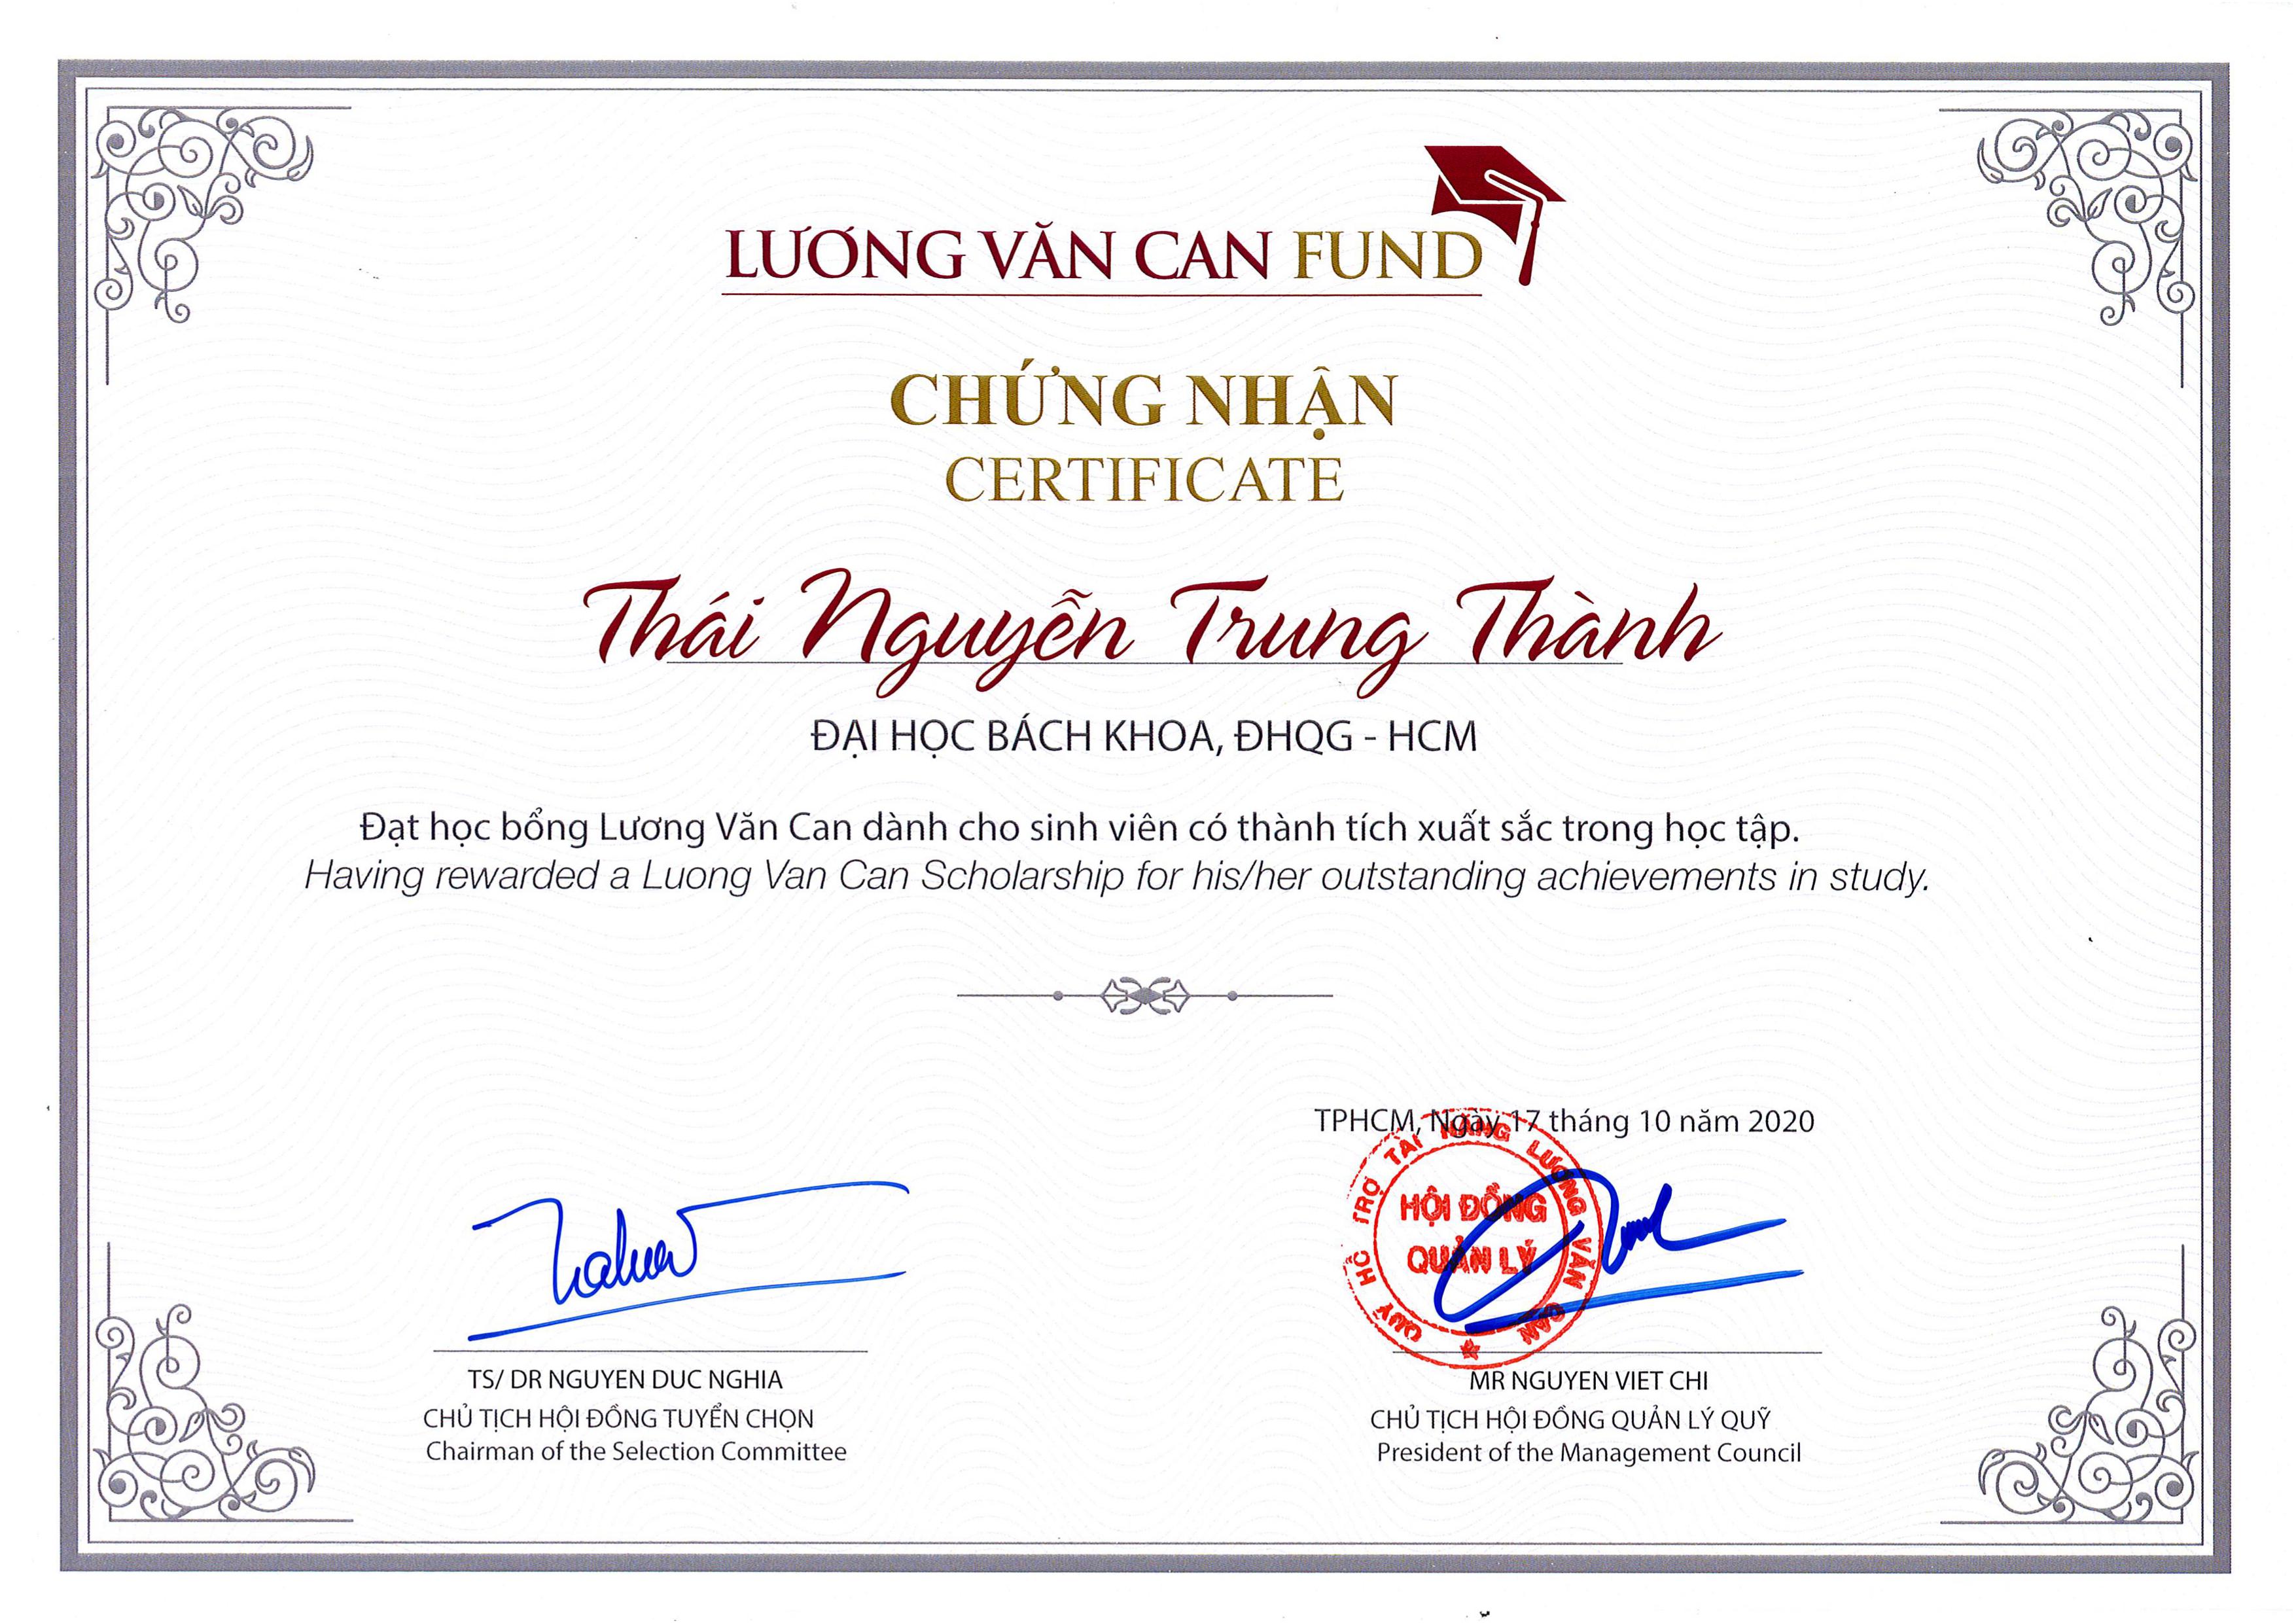 LƯƠNG VĂN CAN FUND
CHỨNG NHẬN
CERTIFICATE
Thái Nguyễn Trung Thành
ĐẠI HỌC BÁCH KHOA, ĐHQG - HCM
Đạt học bổng Lương Văn Can dành cho sinh viên có thành tích xuất sắc trong học tập.
Having rewarded a Luong Van Can Scholarship for his/her outstanding achievements in study.
TPHCM, Ngày 17 tháng 10 năm 2020
QUỸ HỖ TRỢ TÀI NĂNG LƯƠNG VĂN CAN
HỘI ĐỒNG
QUẢN LÝ
TS/ DR NGUYEN DUC NGHIA
CHỦ TỊCH HỘI ĐỒNG TUYỂN CHỌN
Chairman of the Selection Committee
MR NGUYEN VIET CHI
CHỦ TỊCH HỘI ĐỒNG QUẢN LÝ QUỸ
President of the Management Council